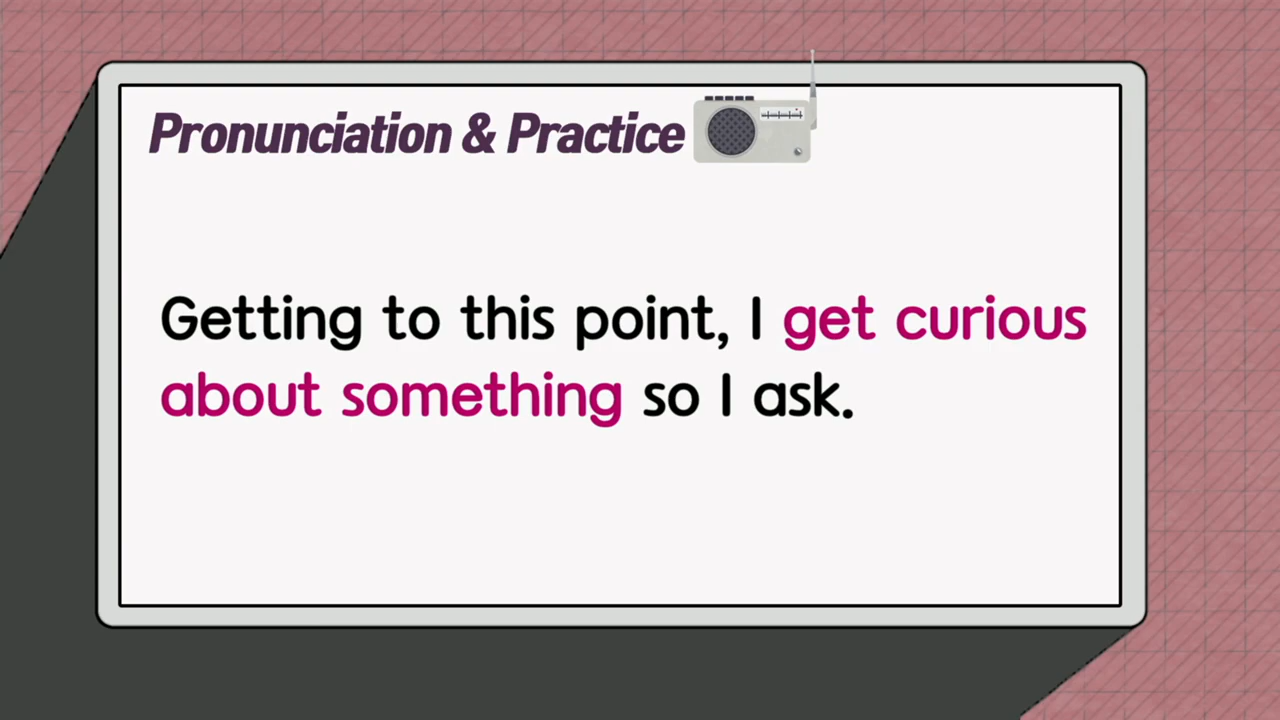 Pronunciation & Practice
Getting to this point, I get curious
about something so I ask.